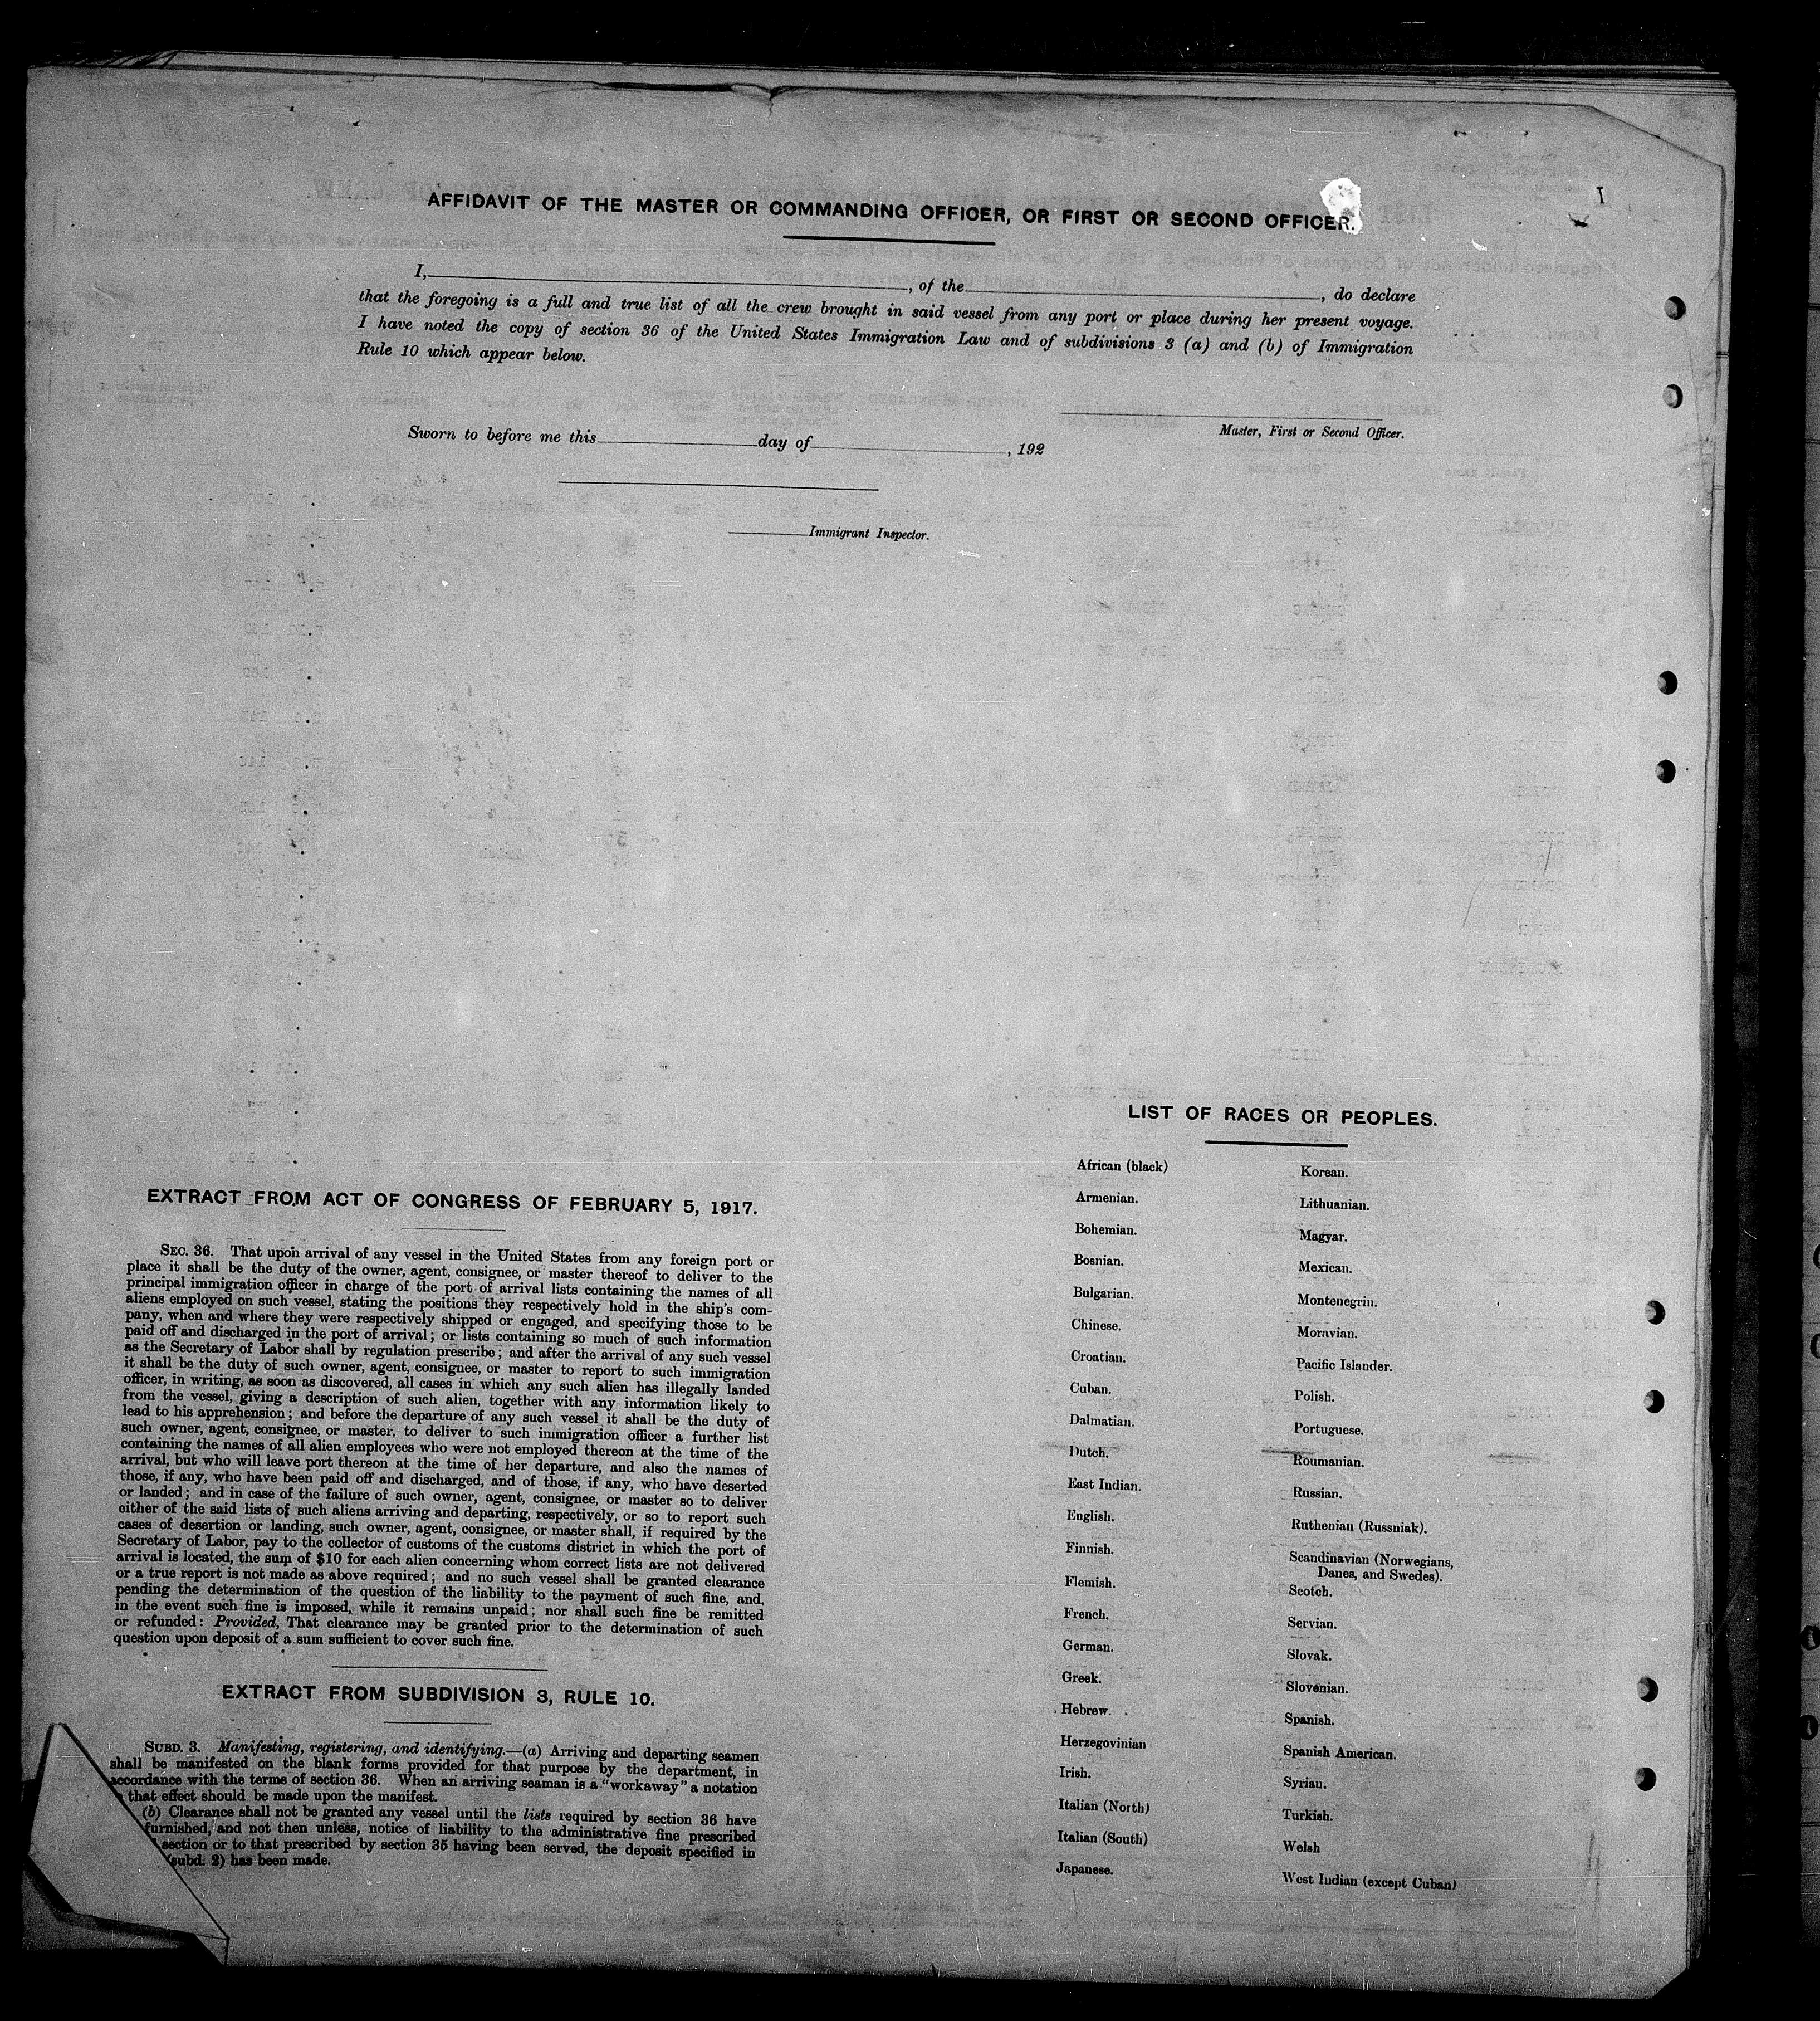 I
AFFIDAVIT OF THE MASTER OR COMMANDING OFFICER, OR FIRST OR SECOND OFFICER.
I, , of the , do declare
that the foregoing is a full and true list of all the crew brought in said vessel from any port or place during her present voyage.
I have noted the copy of section 36 of the United States Immigration Law and of subdivisions 3 (a) and (b) of Immigration
Rule 10 which appear below.
Master, First or Second Officer.
Sworn to before me this day of , 192
Immigrant Inspector.
EXTRACT FROM ACT OF CONGRESS OF FEBRUARY 5, 1917.
SEC. 36. That upon arrival of any vessel in the United States from any foreign port or
place it shall be the duty of the owner, agent, consignee, or master thereof to deliver to the
principal immigration officer in charge of the port of arrival lists containing the names of all
aliens employed on such vessel, stating the positions they respectively hold in the ship's com-
pany, when and where they were respectively shipped or engaged, and specifying those to be
paid off and discharged in the port of arrival; or lists containing so much of such information
as the Secretary of Labor shall by regulation prescribe; and after the arrival of any such vessel
it shall be the duty of such owner, agent, consignee, or master to report to such immigration
officer, in writing, as soon as discovered, all cases in which any such alien has illegally landed
from the vessel, giving a description of such alien, together with any information likely to
lead to his apprehension; and before the departure of any such vessel it shall be the duty of
such owner, agent, consignee, or master, to deliver to such immigration officer a further list
containing the names of all alien employees who were not employed thereon at the time of the
arrival, but who will leave port thereon at the time of her departure, and also the names of
those, if any, who have been paid off and discharged, and of those, if any, who have deserted
or landed; and in case of the failure of such owner, agent, consignee, or master so to deliver
either of the said lists of such aliens arriving and departing, respectively, or so to report such
cases of desertion or landing, such owner, agent, consignee, or master shall, if required by the
Secretary of Labor, pay to the collector of customs of the customs district in which the port of
arrival is located, the sum of $10 for each alien concerning whom correct lists are not delivered
or a true report is not made as above required; and no such vessel shall be granted clearance
pending the determination of the question of the liability to the payment of such fine, and,
in the event such fine is imposed, while it remains unpaid; nor shall such fine be remitted
or refunded: Provided, That clearance may be granted prior to the determination of such
question upon deposit of a sum sufficient to cover such fine.
EXTRACT FROM SUBDIVISION 3, RULE 10.
SUBD. 3. Manifesting, registering, and identifying.—(a) Arriving and departing seamen
shall be manifested on the blank forms provided for that purpose by the department, in
accordance with the terms of section 36. When an arriving seaman is a "workaway" a notation
that effect should be made upon the manifest.
(b) Clearance shall not be granted any vessel until the lists required by section 36 have
furnished, and not then unless, notice of liability to the administrative fine prescribed
section or to that prescribed by section 35 having been served, the deposit specified in
(subd. 2) has been made.
LIST OF RACES OR PEOPLES.
African (black)
Armenian.
Bohemian.
Bosnian.
Bulgarian.
Chinese.
Croatian.
Cuban.
Dalmatian.
Dutch.
East Indian.
English.
Finnish.
Flemish.
French.
German.
Greek.
Hebrew.
Herzegovinian
Irish.
Italian (North)
Italian (South)
Japanese.
Korean.
Lithuanian.
Magyar.
Mexican.
Montenegrin.
Moravian.
Pacific Islander.
Polish.
Portuguese.
Roumanian.
Russian.
Ruthenian (Russniak).
Scandinavian (Norwegians,
Danes, and Swedes).
Scotch.
Servian.
Slovak.
Slovenian.
Spanish.
Spanish American.
Syrian.
Turkish.
Welsh
West Indian (except Cuban)